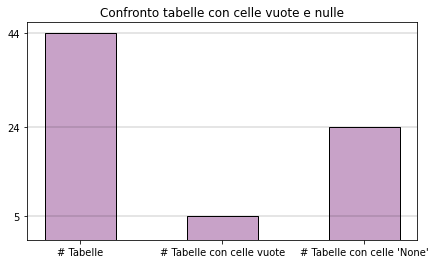 Confronto tabelle con celle vuote e nulle
44
24
5
# Tabelle
# Tabelle con celle vuote
# Tabelle con celle 'None'